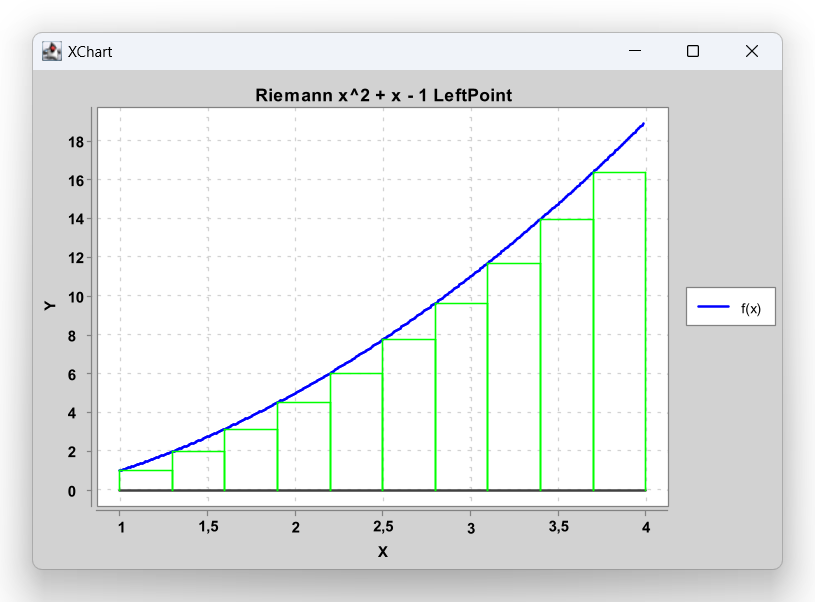 XChart
Riemann x^2 + x - 1 LeftPoint
18
16
14
12
10
8
6
4
2
0
Y
f(x)
1 1,5 2 2,5 3 3,5 4
X